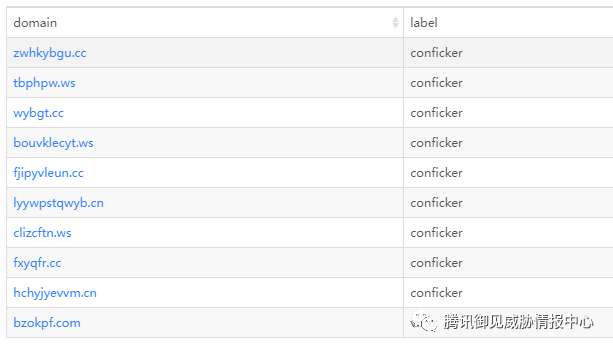 domain label
zwhkybgu.cc conficker
tbphpw.ws conficker
wybgt.cc conficker
bouvklecyt.ws conficker
fjipyvleun.cc conficker
lyywpstqwyb.cn conficker
clizcftn.ws conficker
fxyqfr.cc conficker
hchyjyevvm.cn conficker
bzokpf.com 腾讯御见威胁情报中心